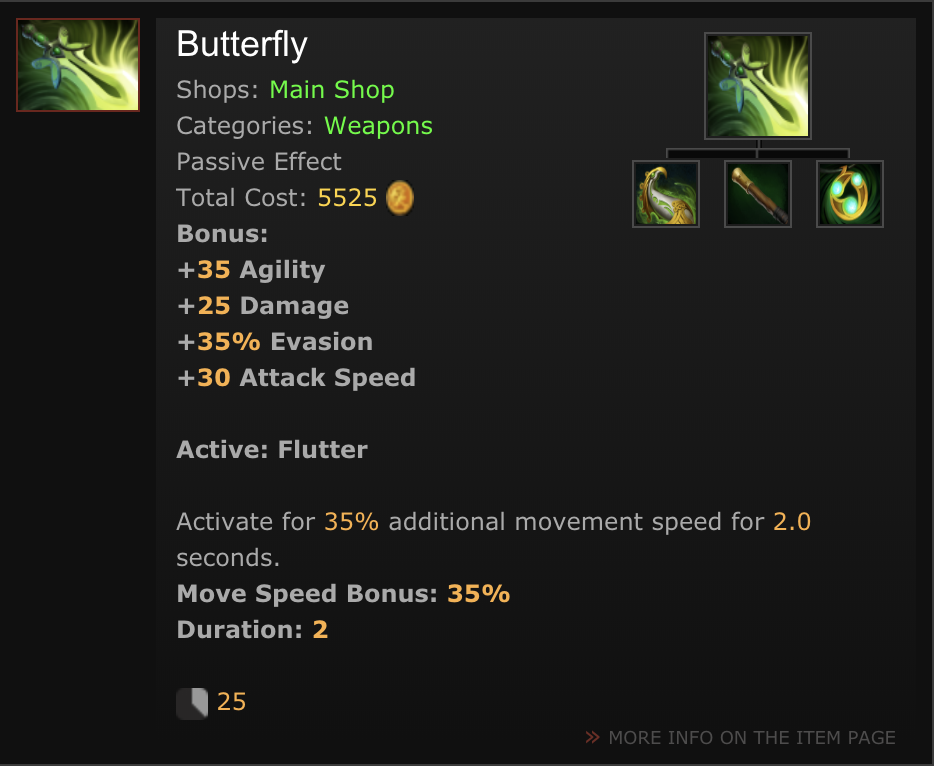 Butterfly
Shops: Main Shop
Categories: Weapons
Passive Effect
Total Cost: 5525
Bonus:
+35 Agility
+25 Damage
+35% Evasion
+30 Attack Speed
Active: Flutter
Activate for 35% additional movement speed for 2.0
seconds.
Move Speed Bonus: 35%
Duration: 2
25
» MORE INFO ON THE ITEM PAGE